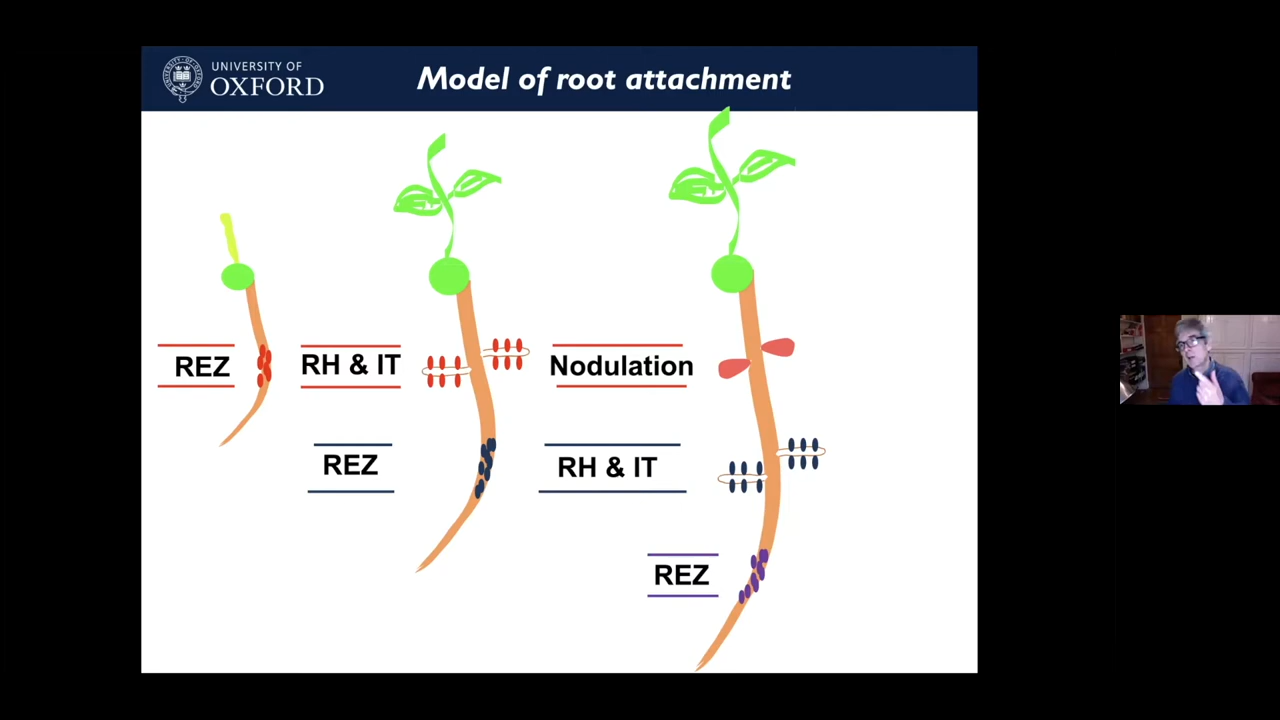 UNIVERSITY OF
OXFORD
Model of root attachment
REZ
RH & IT
Nodulation
REZ
RH & IT
REZ